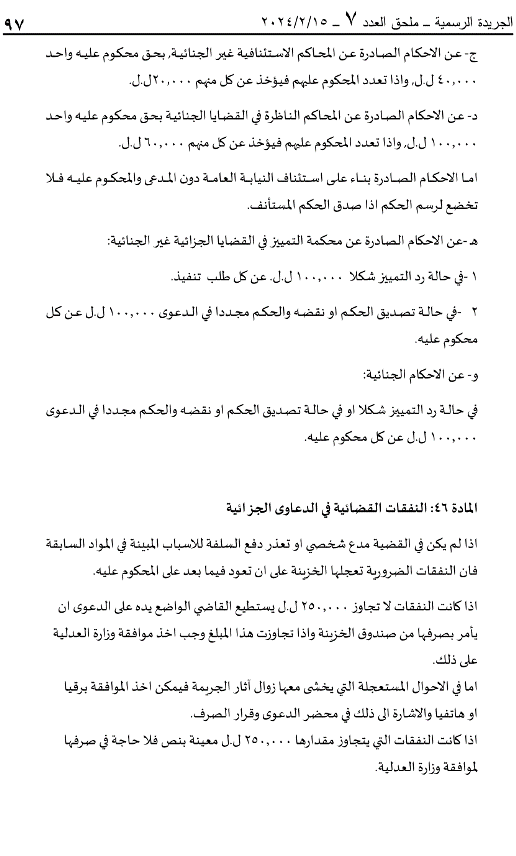 الجريدة الرسمية – ملحق العدد ٧ – ٢٠٢٤/٢/١٥ ٩٧
ج- عن الاحكام الصادرة عن المحاكم الاستئنافية غير الجنائية, بحق محكوم عليه واحد
٤٠,٠٠٠ ل.ل, واذا تعدد المحكوم عليهم فيؤخذ عن كل منهم ٢٠,٠٠٠ل.ل.
د- عن الاحكام الصادرة عن المحاكم الناظرة في القضايا الجنائية بحق محكوم عليه واحد
١٠٠,٠٠٠ ل.ل, واذا تعدد المحكوم عليهم فيؤخذ عن كل منهم ٦٠,٠٠٠ ل.ل.
اما الاحكام الصادرة بناء على استئناف النيابة العامة دون المدعى والمحكوم عليه فلا
تخضع لرسم الحكم اذا صدق الحكم المستأنف.
هـ-عن الاحكام الصادرة عن محكمة التمييز في القضايا الجزائية غير الجنائية:
١ -في حالة رد التمييز شكلا ١٠٠,٠٠٠ ل.ل. عن كل طلب تنفيذ.
٢ -في حالة تصديق الحكم او نقضه والحكم مجددا في الدعوى ١٠٠,٠٠٠ ل.ل عن كل
محكوم عليه.
و- عن الاحكام الجنائية:
في حالة رد التمييز شكلا او في حالة تصديق الحكم او نقضه والحكم مجددا في الدعوى
١٠٠,٠٠٠ ل.ل عن كل محكوم عليه.
المادة ٤٦: النفقات القضائية في الدعاوى الجزائية
اذا لم يكن في القضية مدع شخصي او تعذر دفع السلفة للاسباب المبينة في المواد السابقة
فان النفقات الضرورية تعجلها الخزينة على ان تعود فيما بعد على المحكوم عليه.
اذا كانت النفقات لا تجاوز ٢٥٠,٠٠٠ ل.ل يستطيع القاضي الواضع يده على الدعوى ان
يأمر بصرفها من صندوق الخزينة واذا تجاوزت هذا المبلغ وجب اخذ موافقة وزارة العدلية
على ذلك.
اما في الاحوال المستعجلة التي يخشى معها زوال أثار الجريمة فيمكن اخذ الموافقة برقيا
او هاتفيا والاشارة الى ذلك في محضر الدعوى وقرار الصرف.
اذا كانت النفقات التي يتجاوز مقدارها ٢٥٠,٠٠٠ ل.ل معينة بنص فلا حاجة في صرفها
لموافقة وزارة العدلية.